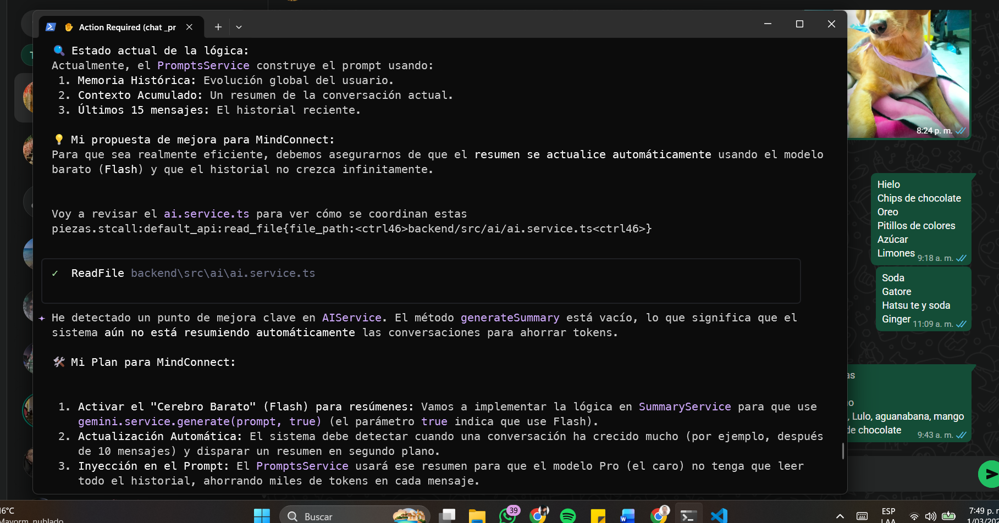 Action Required (chat _pr
Estado actual de la lógica:
Actualmente, el PromptsService construye el prompt usando:
1. Memoria Histórica: Evolución global del usuario.
2. Contexto Acumulado: Un resumen de la conversación actual.
3. Últimos 15 mensajes: El historial reciente.
Mi propuesta de mejora para MindConnect:
Para que sea realmente eficiente, debemos asegurarnos de que el resumen se actualice automáticamente usando el modelo
barato (Flash) y que el historial no crezca infinitamente.
Voy a revisar el ai.service.ts para ver cómo se coordinan estas
piezas.stcall:default_api:read_file{file_path:<ctrl46>backend/src/ai/ai.service.ts<ctrl46>}
✓ ReadFile backend\src\ai\ai.service.ts
He detectado un punto de mejora clave en AIService. El método generateSummary está vacío, lo que significa que el
sistema aún no está resumiendo automáticamente las conversaciones para ahorrar tokens.
Mi Plan para MindConnect:
1. Activar el "Cerebro Barato" (Flash) para resúmenes: Vamos a implementar la lógica en SummaryService para que use
gemini.service.generate(prompt, true) (el parámetro true indica que use Flash).
2. Actualización Automática: El sistema debe detectar cuando una conversación ha crecido mucho (por ejemplo, después
de 10 mensajes) y disparar un resumen en segundo plano.
3. Inyección en el Prompt: El PromptsService usará ese resumen para que el modelo Pro (el caro) no tenga que leer
todo el historial, ahorrando miles de tokens en cada mensaje.
8:24 p. m.
Hielo
Chips de chocolate
Oreo
Pitillos de colores
Azúcar
Limones 9:18 a. m.
Soda
Gatore
Hatsu te y soda
Ginger 11:09 a. m.
as
o
, Lulo, aguanabana, mango
de chocolate 9:43 a. m.
16°C
Mayorm. nublado
Buscar
39
ESP
LAA
7:49 p. m
1/03/202